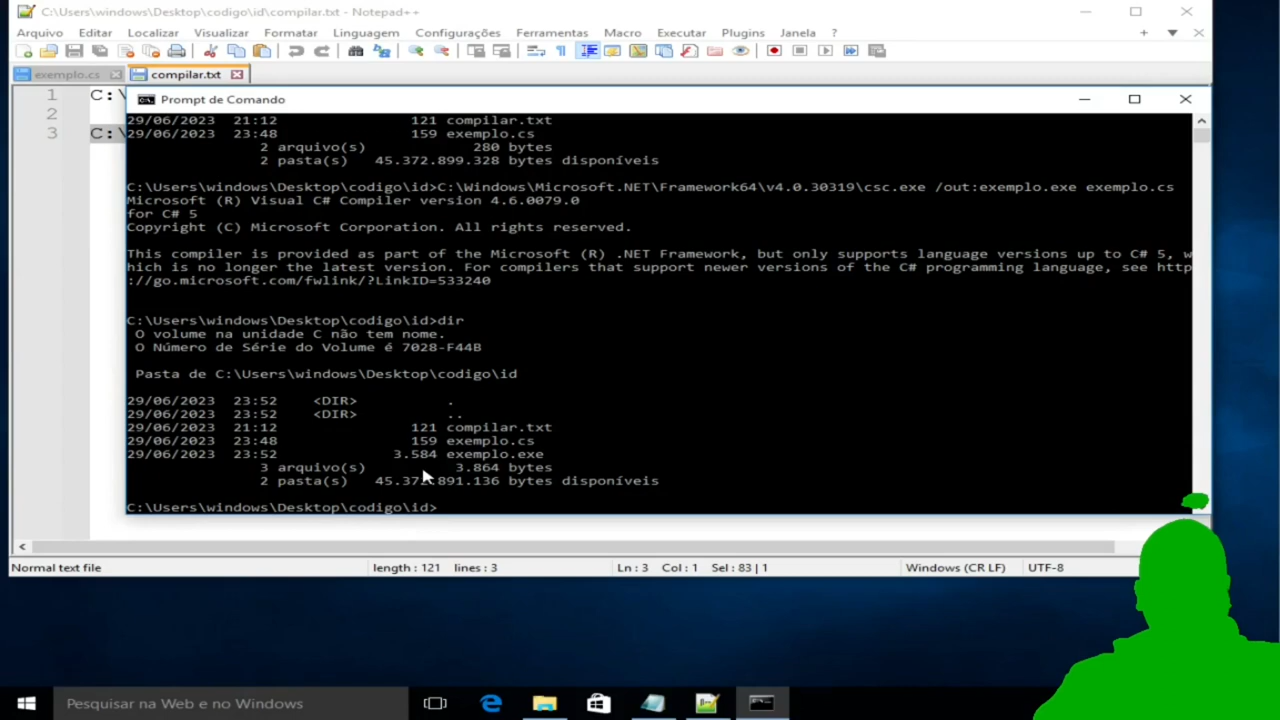 C:\Users\windows\Desktop\codigo\id\compilar.txt - Notepad++
Arquivo Editar Localizar Visualizar Formatar Linguagem Configurações Ferramentas Macro Executar Plugins Janela ?
exemplo.cs compilar.txt
1 C:\
2
3 C:\
Prompt de Comando
29/06/2023 21:12 121 compilar.txt
29/06/2023 23:48 159 exemplo.cs
2 arquivo(s) 280 bytes
2 pasta(s) 45.372.899.328 bytes disponíveis
C:\Users\windows\Desktop\codigo\id>C:\Windows\Microsoft.NET\Framework64\v4.0.30319\csc.exe /out:exemplo.exe exemplo.cs
Microsoft (R) Visual C# Compiler version 4.6.0079.0
for C# 5
Copyright (C) Microsoft Corporation. All rights reserved.
This compiler is provided as part of the Microsoft (R) .NET Framework, but only supports language versions up to C# 5, w
hich is no longer the latest version. For compilers that support newer versions of the C# programming language, see http
://go.microsoft.com/fwlink/?LinkID=533240
C:\Users\windows\Desktop\codigo\id>dir
O volume na unidade C não tem nome.
O Número de Série do Volume é 7028-F44B
Pasta de C:\Users\windows\Desktop\codigo\id
29/06/2023 23:52 <DIR> .
29/06/2023 23:52 <DIR> ..
29/06/2023 21:12 121 compilar.txt
29/06/2023 23:48 159 exemplo.cs
29/06/2023 23:52 3.584 exemplo.exe
3 arquivo(s) 3.864 bytes
2 pasta(s) 45.372.891.136 bytes disponíveis
C:\Users\windows\Desktop\codigo\id>
Normal text file length : 121 lines : 3 Ln : 3 Col : 1 Sel : 83 | 1 Windows (CR LF) UTF-8
Pesquisar na Web e no Windows